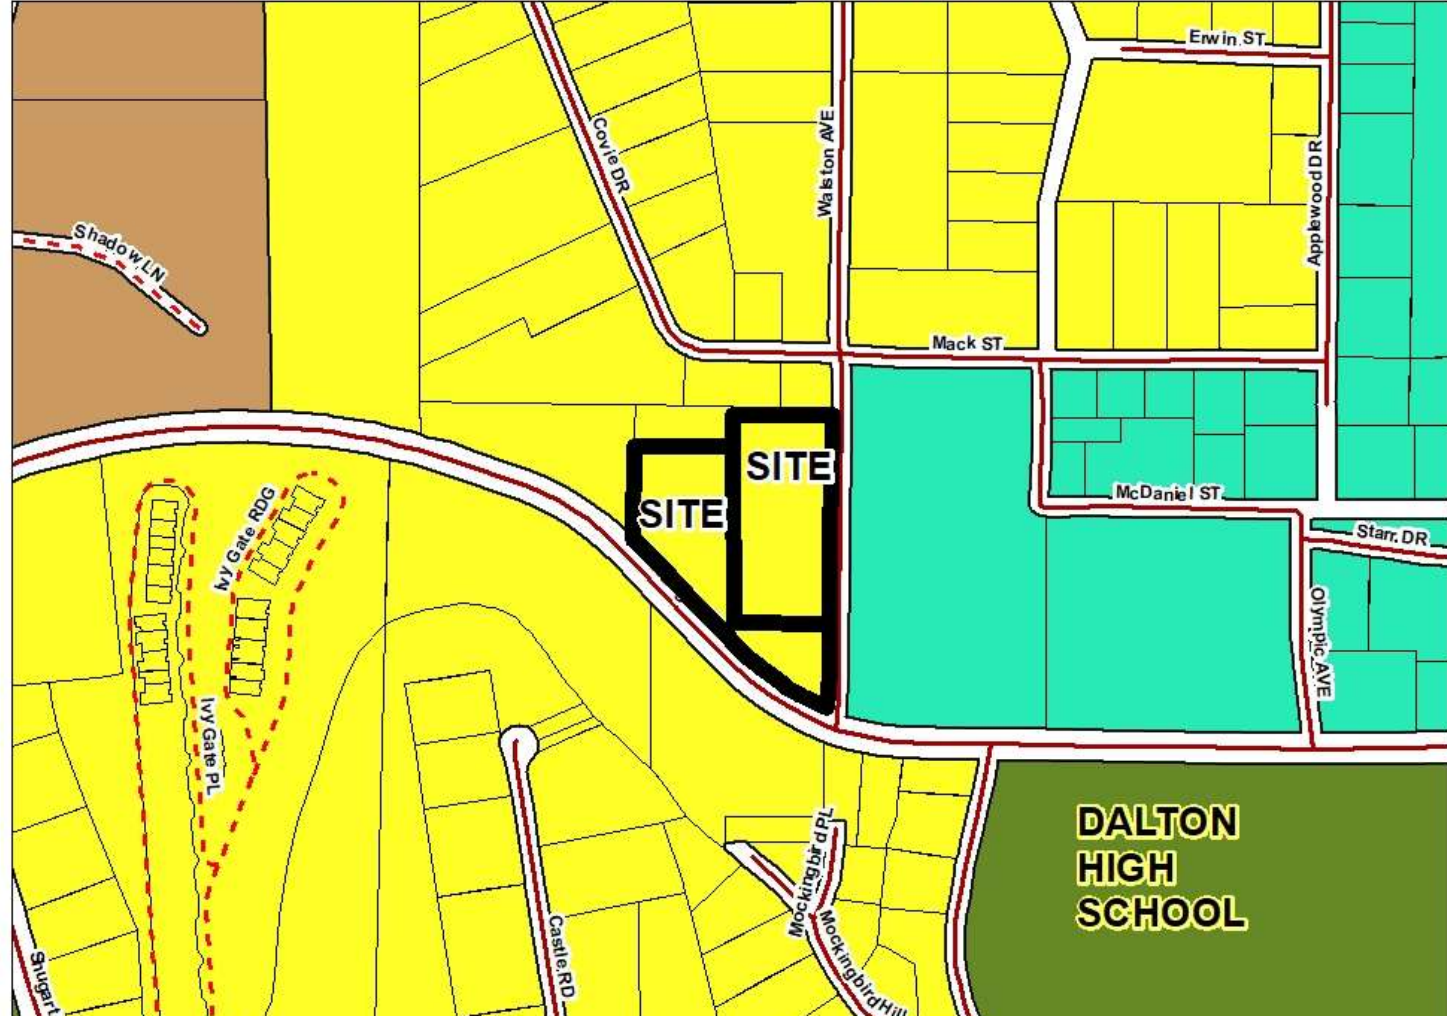 Erwin ST
Covie DR
Walston AVE
Applewood DR
Shadow LN
Mack ST
SITE
SITE
Ivy Gate RDG
McDaniel ST
Starr DR
Olympic AVE
Ivy Gate PL
DALTON
HIGH
SCHOOL
Mockingbird PL
Castle RD
Mockingbird Hill
Shugart